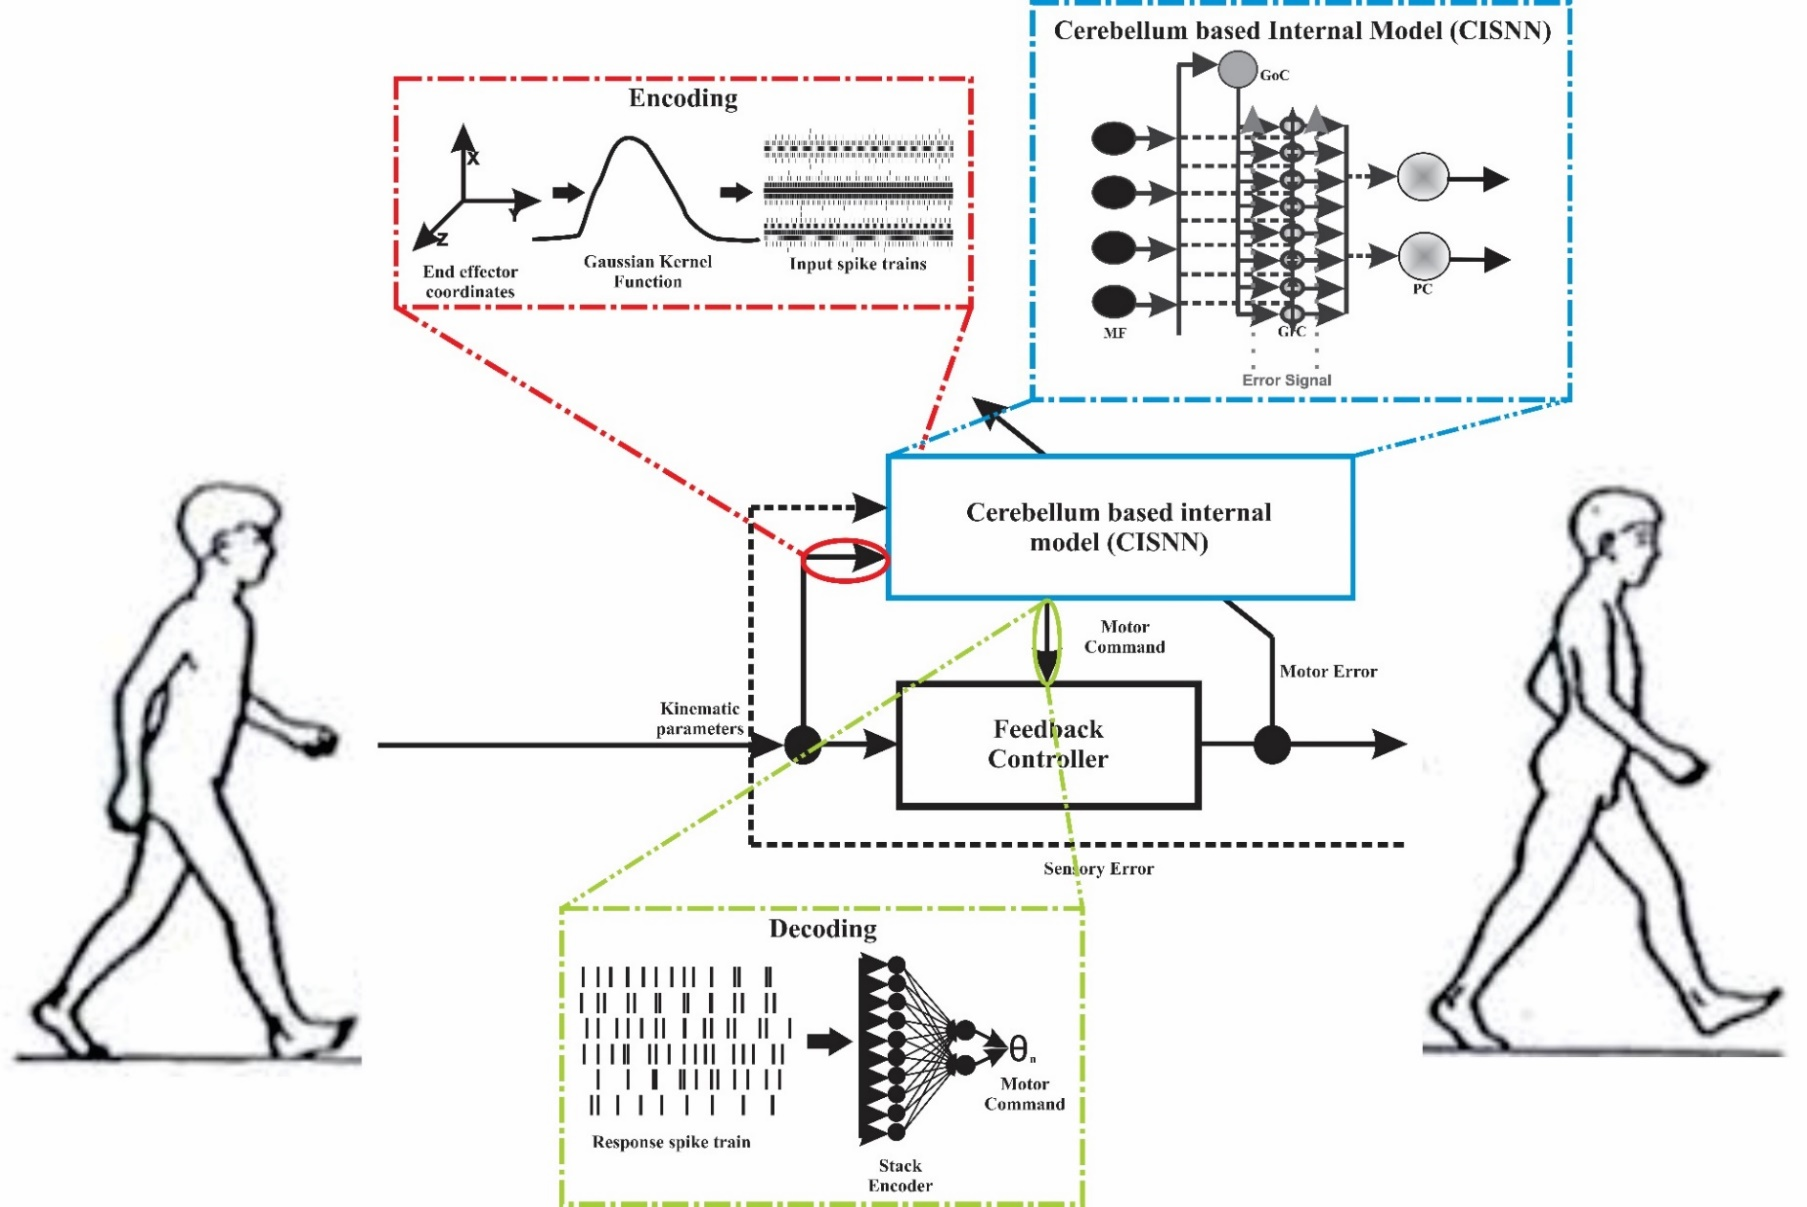 Cerebellum based Internal Model (CISNN)
GoC
MF
GrC
PC
Error Signal
Encoding
X
Y
Z
End effector
coordinates
Gaussian Kernel
Function
Input spike trains
Cerebellum based internal
model (CISNN)
Motor
Command
Motor Error
Kinematic
parameters
Feedback
Controller
Sensory Error
Decoding
θn
Motor
Command
Response spike train
Stack
Encoder